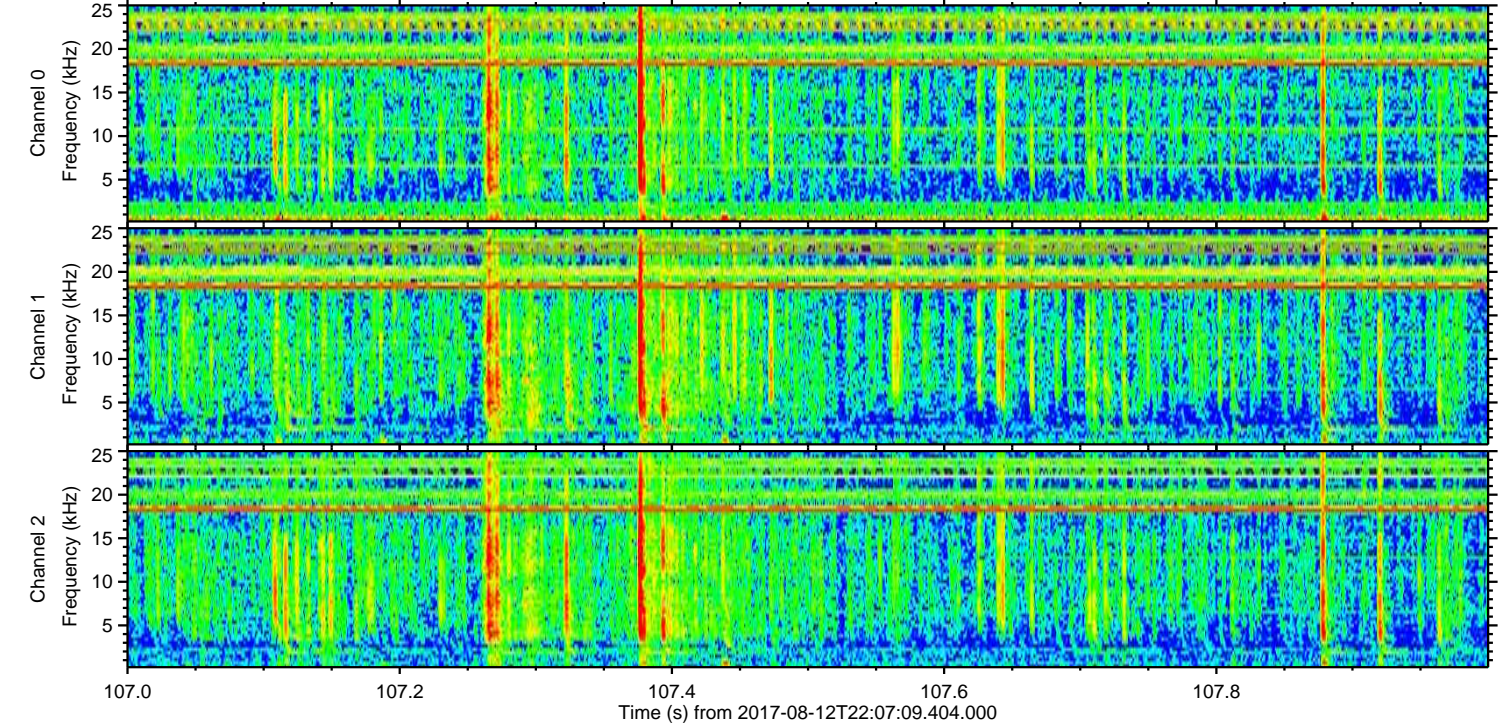 Channel 0
Frequency (kHz)
25
20
15
10
5
Channel 1
Frequency (kHz)
25
20
15
10
5
Channel 2
Frequency (kHz)
25
20
15
10
5
107.0 107.2 107.4 107.6 107.8
Time (s) from 2017-08-12T22:07:09.404.000